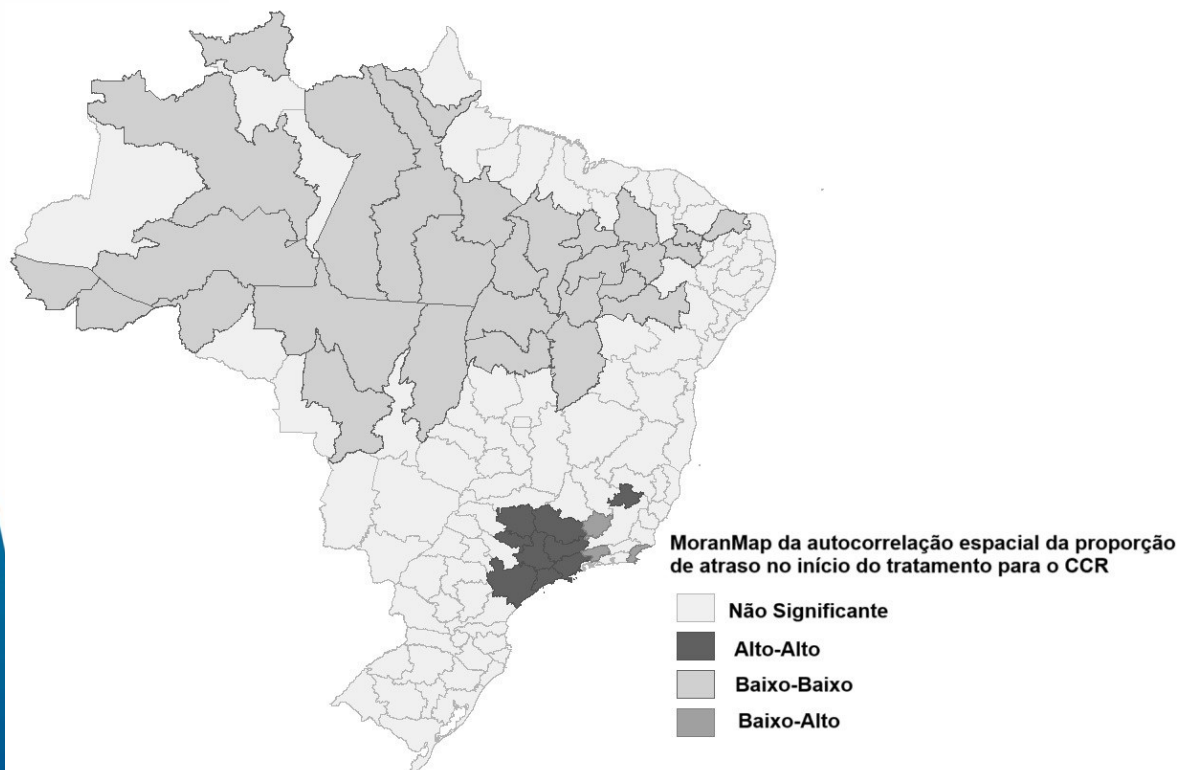 MoranMap da autocorrelação espacial da proporção
de atraso no início do tratamento para o CCR
Não Significante
Alto-Alto
Baixo-Baixo
Baixo-Alto